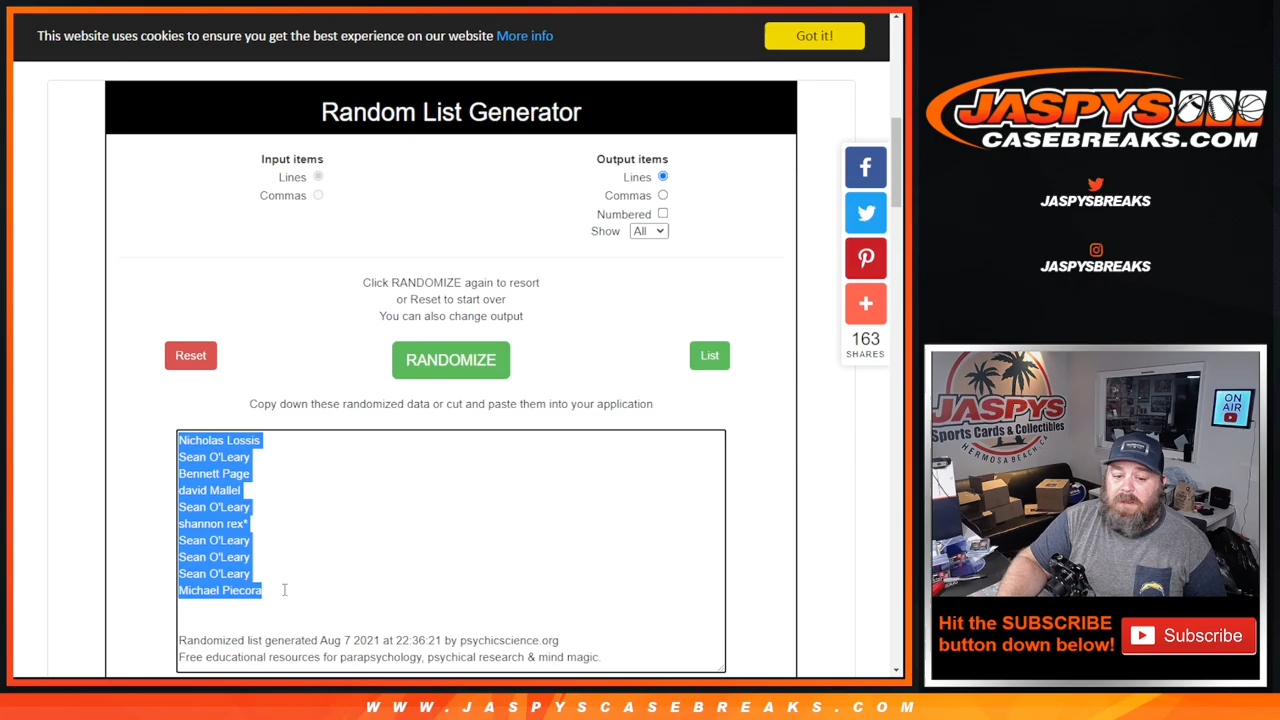 This website uses cookies to ensure you get the best experience on our website More info
Got it!
Random List Generator
Input items
Lines
Commas
Output items
Lines
Commas
Numbered
Show All
Click RANDOMIZE again to resort
or Reset to start over
You can also change output
Reset
RANDOMIZE
List
Copy down these randomized data or cut and paste them into your application
Nicholas Lossis
Sean O'Leary
Bennett Page
david Mallel
Sean O'Leary
shannon rex*
Sean O'Leary
Sean O'Leary
Sean O'Leary
Michael Piecora
Randomized list generated Aug 7 2021 at 22:36:21 by psychicscience.org
Free educational resources for parapsychology, psychical research & mind magic.
163
SHARES
JASPYS
CASEBREAKS.COM
JASPYSBREAKS
JASPYSBREAKS
JASPYS
Sports Cards & Collectibles
HERMOSA BEACH CA
ON
AIR
Hit the SUBSCRIBE
button down below!
Subscribe
WWW.JASPYSCASEBREAKS.COM